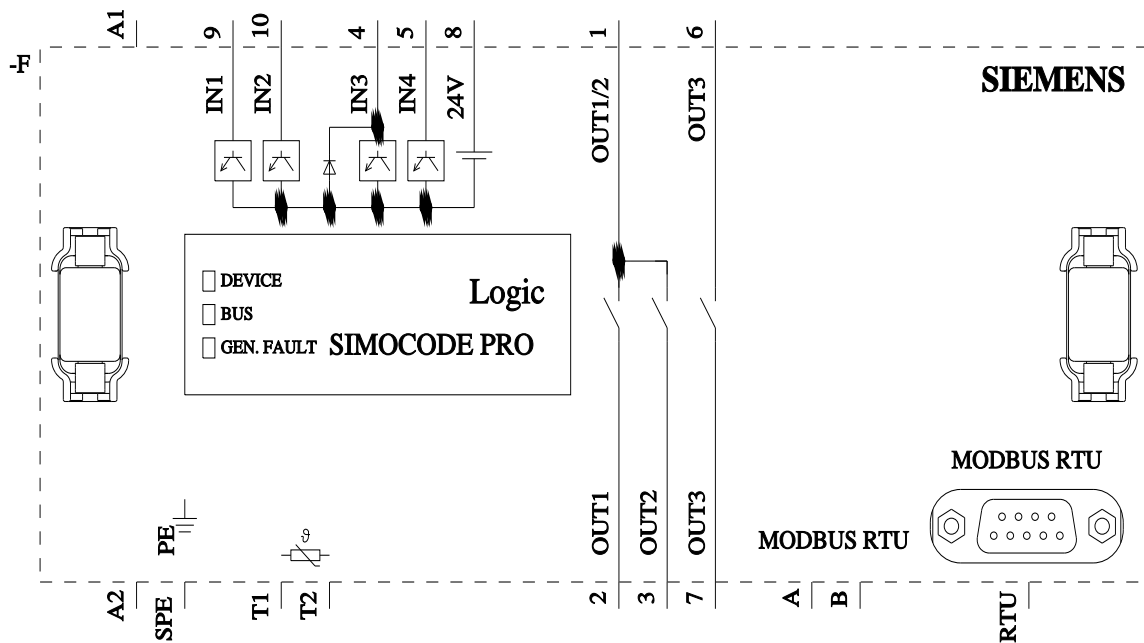 A1
9
10
4
5
8
1
6
-F
IN1
IN2
IN3
IN4
24V
OUT1/2
OUT3
SIEMENS
DEVICE
BUS
GEN. FAULT
Logic
SIMOCODE PRO
MODBUS RTU
PE
ϑ
OUT1
OUT2
OUT3
MODBUS RTU
A2
SPE
T1
T2
2
3
7
A
B
RTU